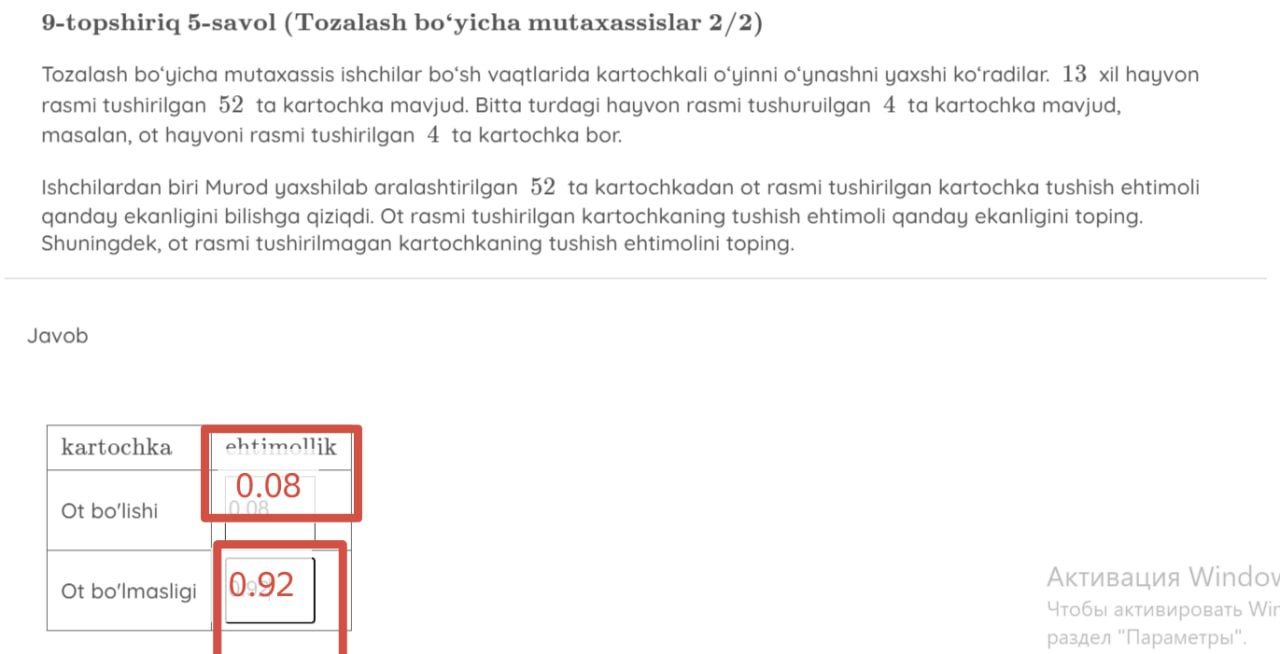 9-topshiriq 5-savol (Tozalash bo‘yicha mutaxassislar 2/2)
Tozalash bo‘yicha mutaxassis ishchilar bo‘sh vaqtlarida kartochkali o‘yinni o‘ynashni yaxshi ko‘radilar. 13 xil hayvon
rasmi tushirilgan 52 ta kartochka mavjud. Bitta turdagi hayvon rasmi tushuruilgan 4 ta kartochka mavjud,
masalan, ot hayvoni rasmi tushirilgan 4 ta kartochka bor.
Ishchilardan biri Murod yaxshilab aralashtirilgan 52 ta kartochkadan ot rasmi tushirilgan kartochka tushish ehtimoli
qanday ekanligini bilishga qiziqdi. Ot rasmi tushirilgan kartochkaning tushish ehtimoli qanday ekanligini toping.
Shuningdek, ot rasmi tushirilmagan kartochkaning tushish ehtimolini toping.
Javob
kartochka ehtimollik
0.08
Ot bo'lishi 0.08
Ot bo'lmasligi 0.92
Активация Window
Чтобы активировать Win
раздел "Параметры".